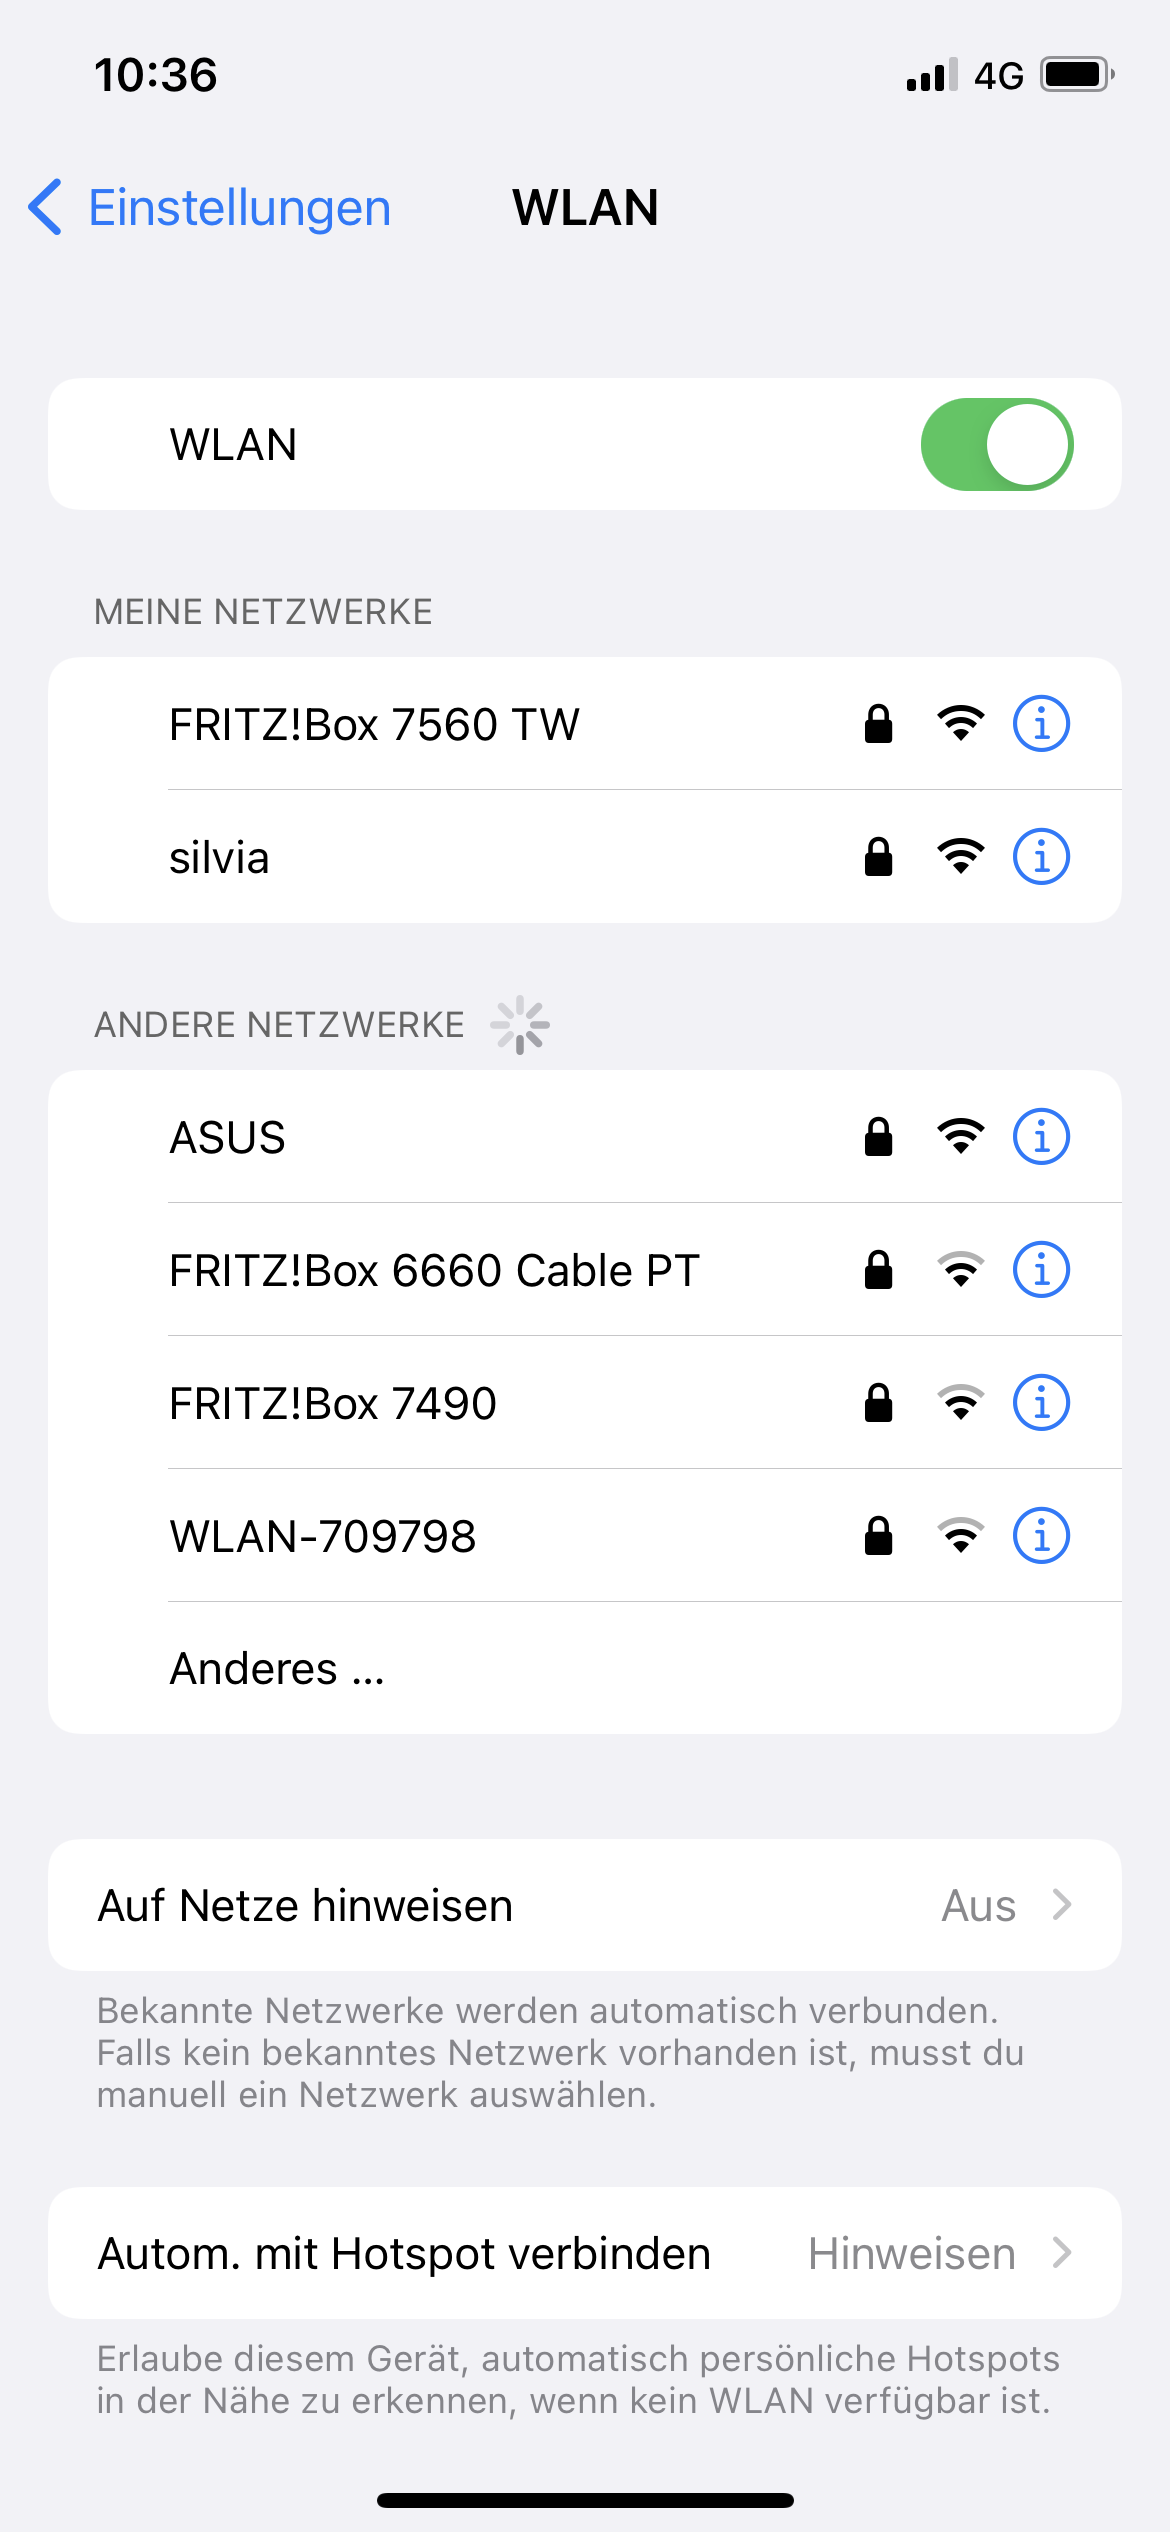 10:36 4G
Einstellungen WLAN
WLAN
MEINE NETZWERKE
FRITZ!Box 7560 TW
silvia
ANDERE NETZWERKE
ASUS
FRITZ!Box 6660 Cable PT
FRITZ!Box 7490
WLAN-709798
Anderes ...
Auf Netze hinweisen Aus
Bekannte Netzwerke werden automatisch verbunden.
Falls kein bekanntes Netzwerk vorhanden ist, musst du
manuell ein Netzwerk auswählen.
Autom. mit Hotspot verbinden Hinweisen
Erlaube diesem Gerät, automatisch persönliche Hotspots
in der Nähe zu erkennen, wenn kein WLAN verfügbar ist.